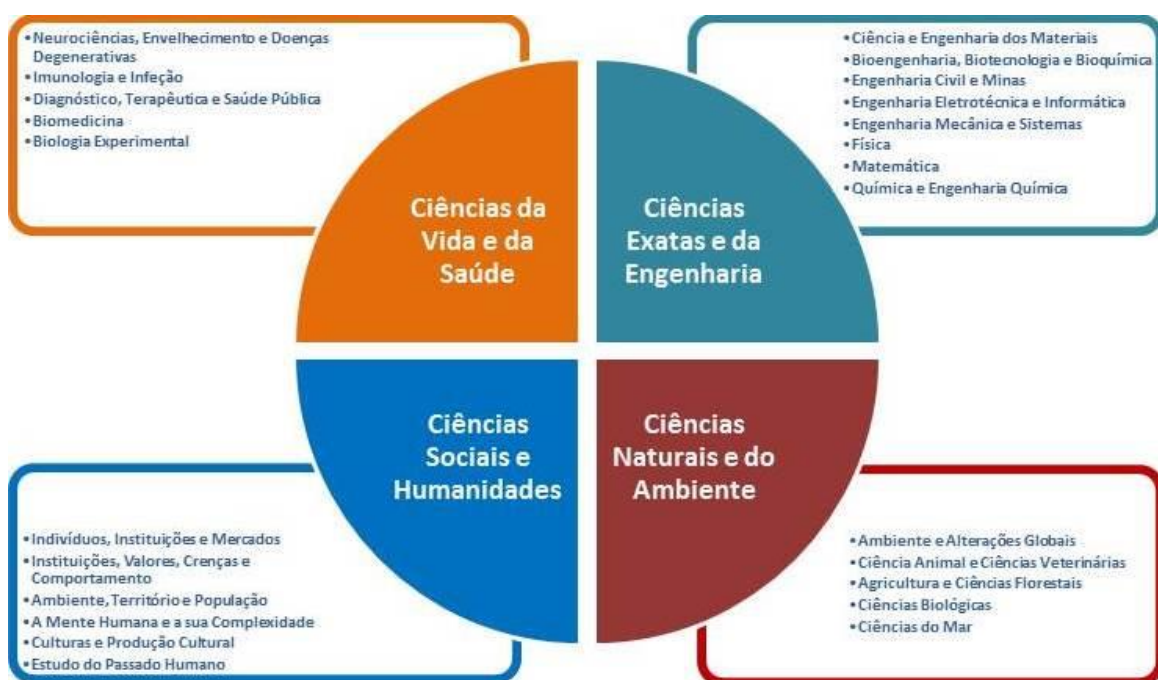 •Neurociências, Envelhecimento e Doenças
Degenerativas
•Imunologia e Infeção
•Diagnóstico, Terapêutica e Saúde Pública
•Biomedicina
•Biologia Experimental
•Ciência e Engenharia dos Materiais
•Bioengenharia, Biotecnologia e Bioquímica
•Engenharia Civil e Minas
•Engenharia Eletrotécnica e Informática
•Engenharia Mecânica e Sistemas
•Física
•Matemática
•Química e Engenharia Química
Ciências da
Vida e da
Saúde
Ciências
Exatas e da
Engenharia
Ciências
Sociais e
Humanidades
Ciências
Naturais e do
Ambiente
•Indivíduos, Instituições e Mercados
•Instituições, Valores, Crenças e
Comportamento
•Ambiente, Território e População
•A Mente Humana e a sua Complexidade
•Culturas e Produção Cultural
•Estudo do Passado Humano
•Ambiente e Alterações Globais
•Ciência Animal e Ciências Veterinárias
•Agricultura e Ciências Florestais
•Ciências Biológicas
•Ciências do Mar